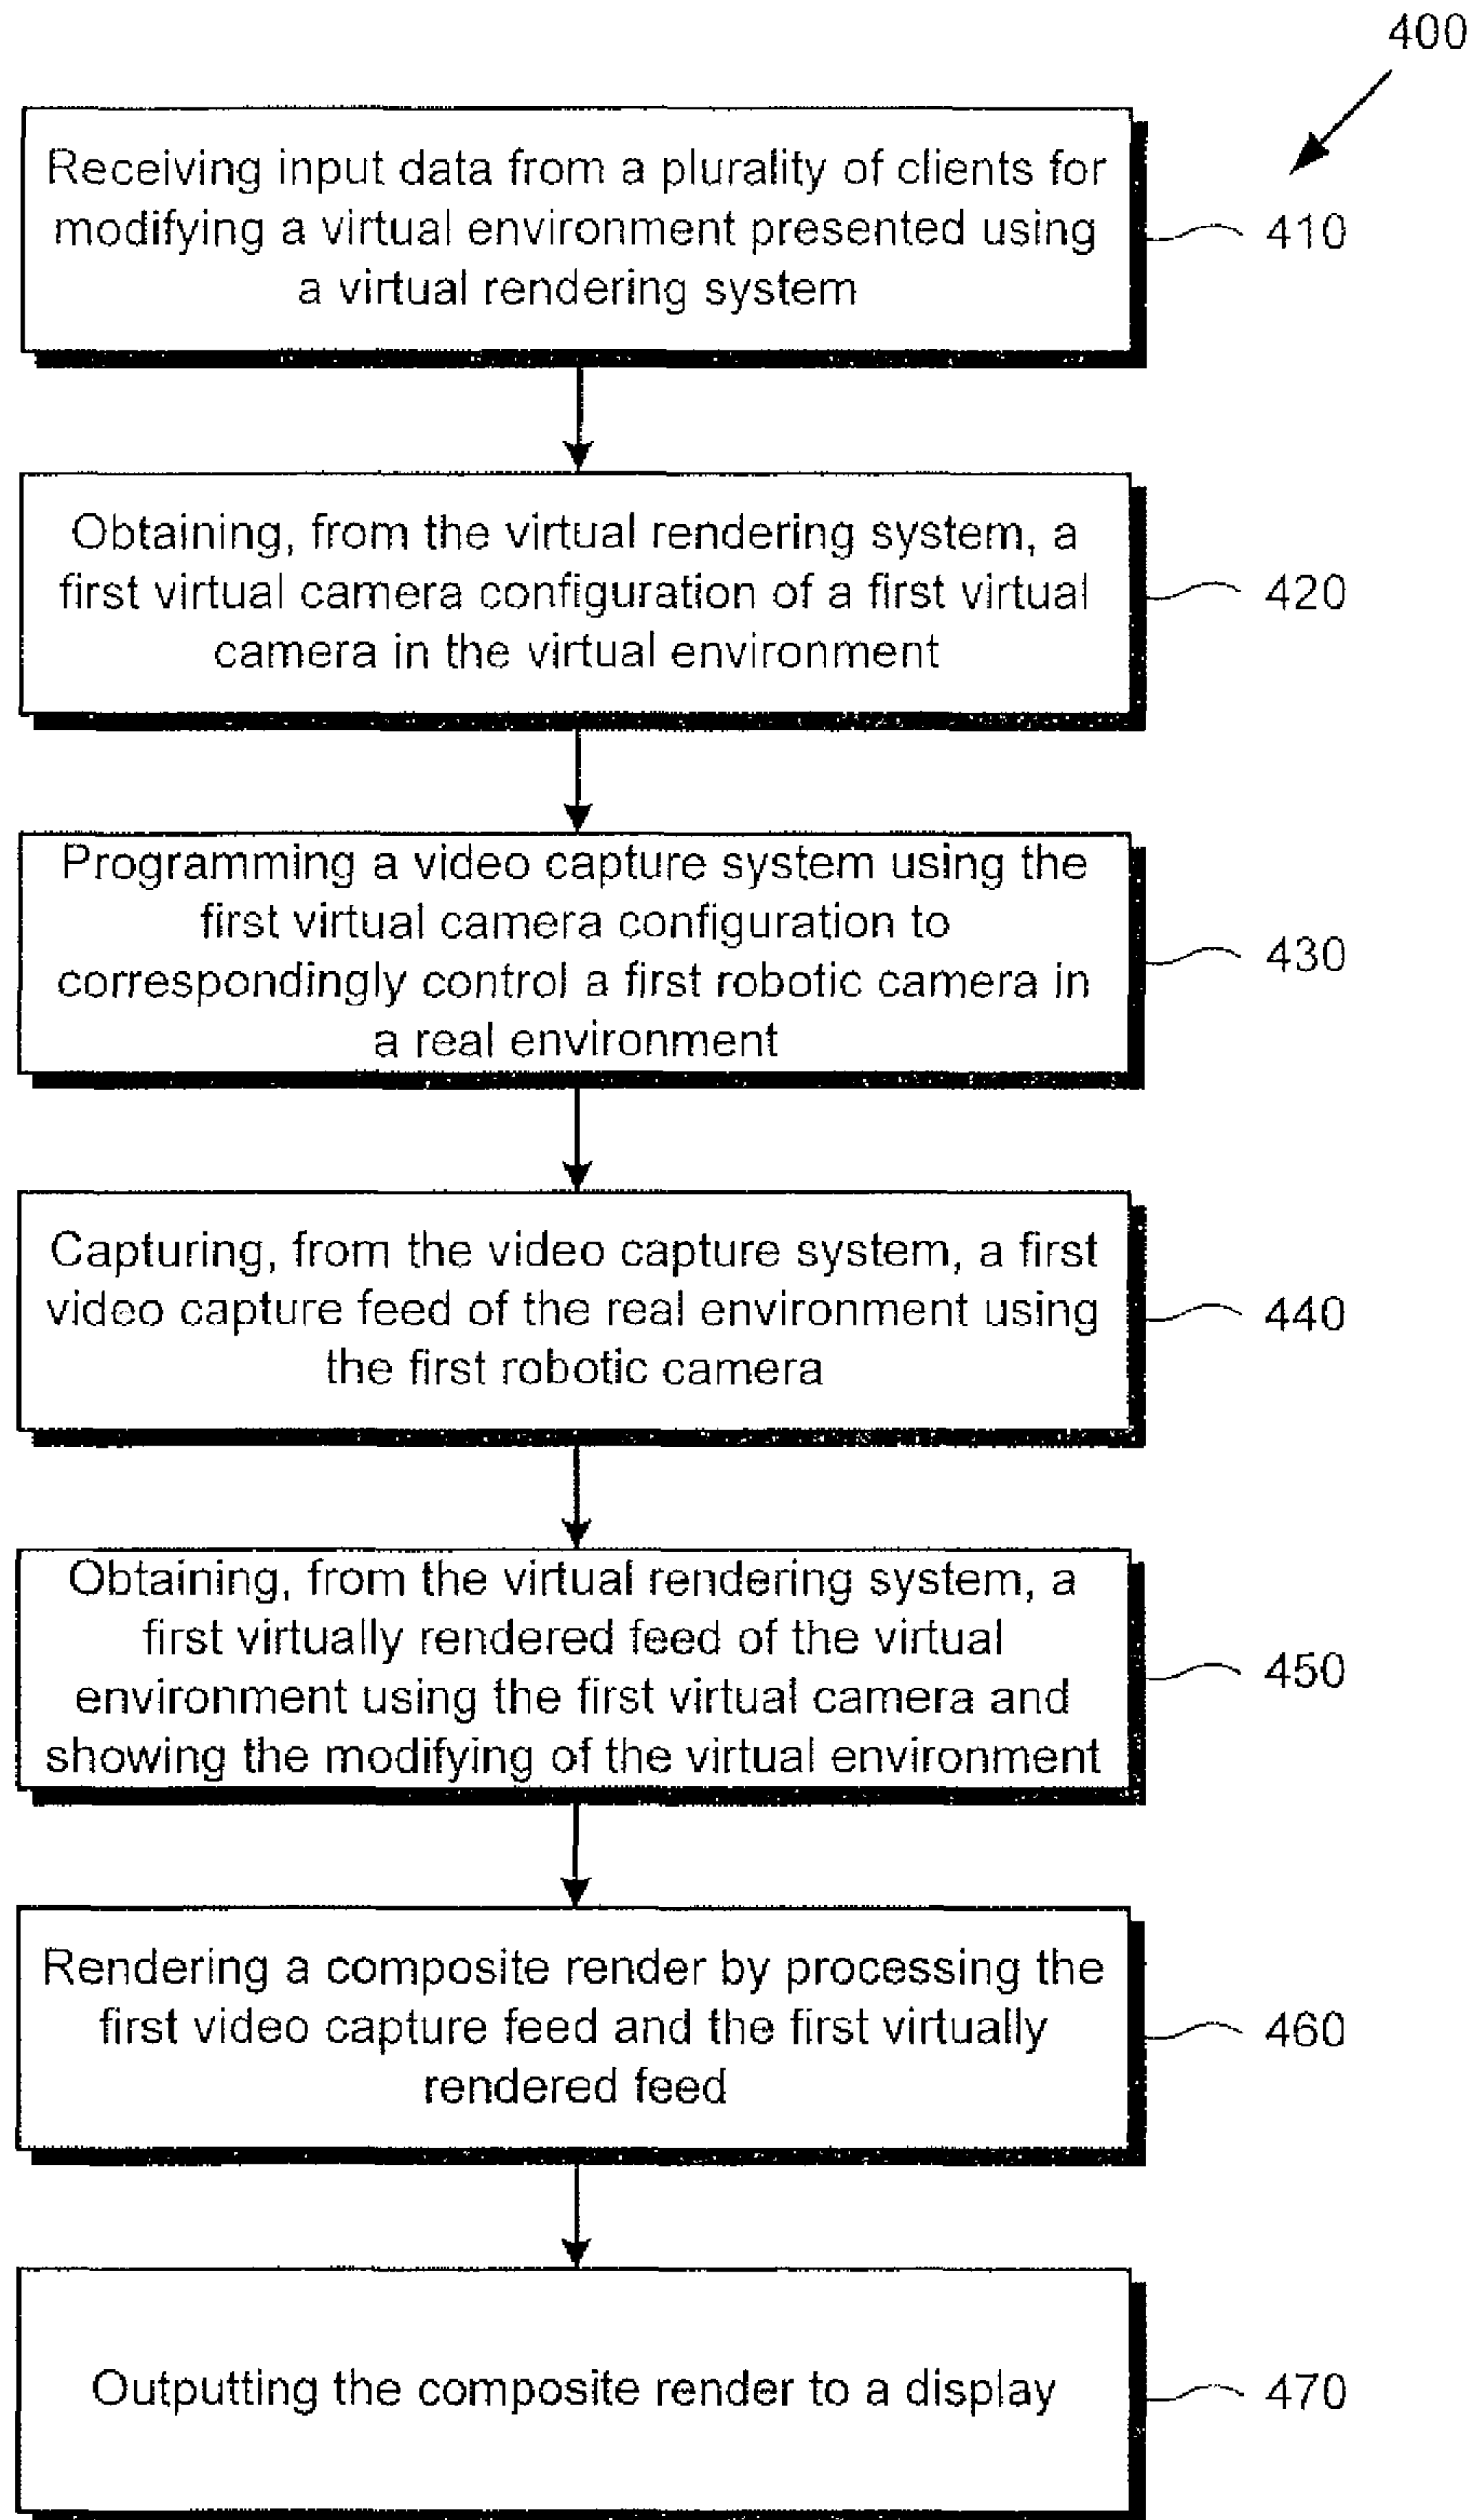 400
Receiving input data from a plurality of clients for
modifying a virtual environment presented using
a virtual rendering system
410
Obtaining, from the virtual rendering system, a
first virtual camera configuration of a first virtual
camera in the virtual environment
420
Programming a video capture system using the
first virtual camera configuration to
correspondingly control a first robotic camera in
a real environment
430
Capturing, from the video capture system, a first
video capture feed of the real environment using
the first robotic camera
440
Obtaining, from the virtual rendering system, a
first virtually rendered feed of the virtual
environment using the first virtual camera and
showing the modifying of the virtual environment
450
Rendering a composite render by processing the
first video capture feed and the first virtually
rendered feed
460
Outputting the composite render to a display
470